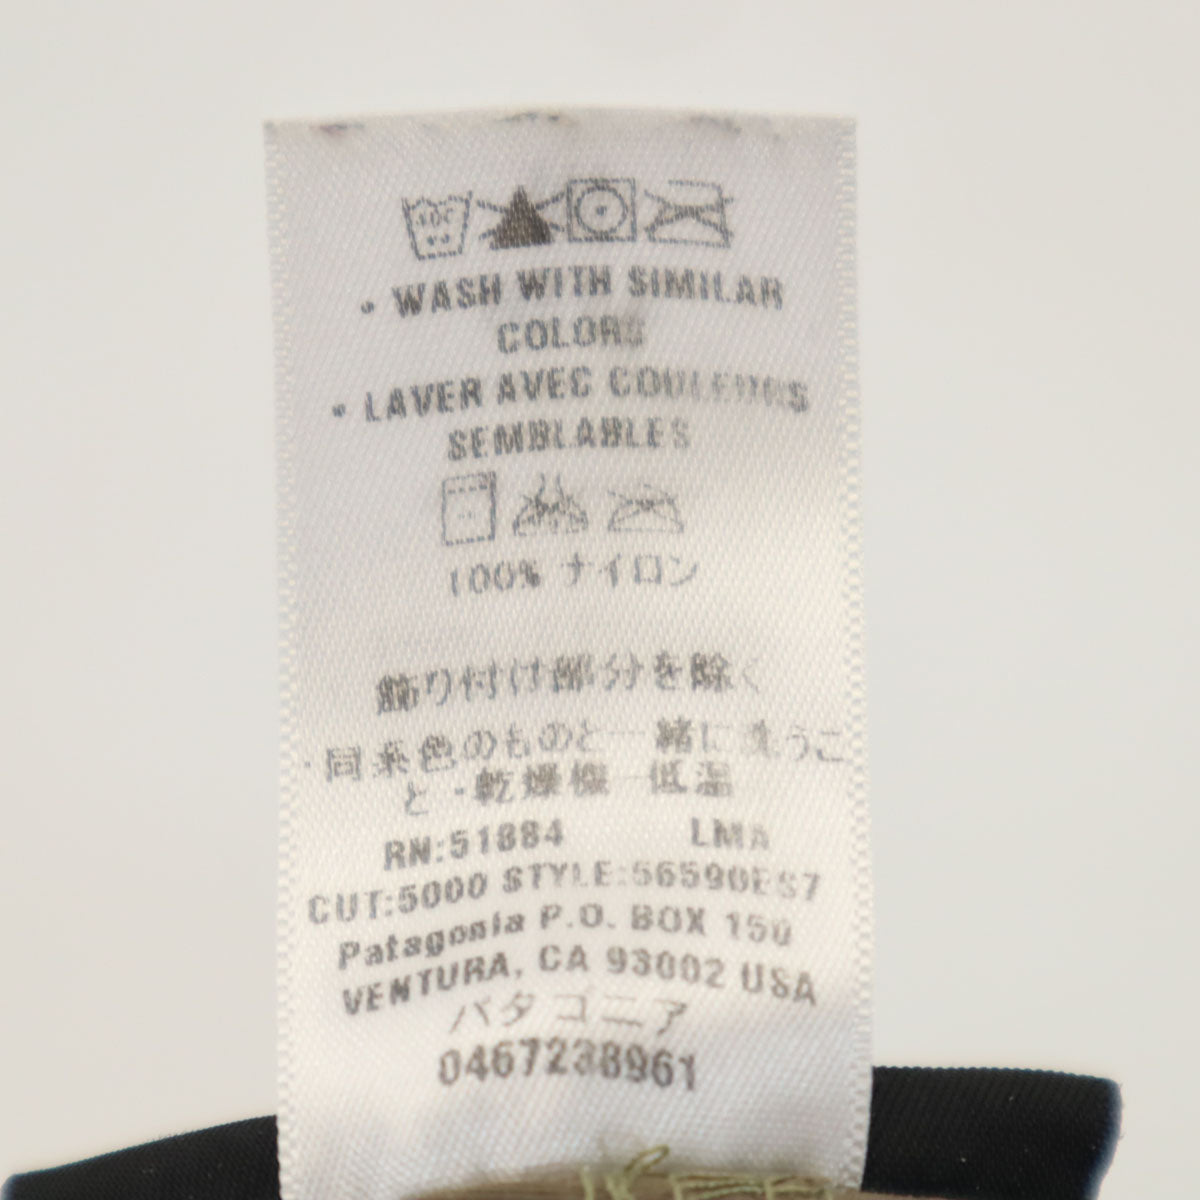 • WASH WITH SIMILAR
COLORS
• LAVER AVEC COULEURS
SEMBLABLES
100% ナイロン
飾り付け部分を除く
・同系色のものと一緒に洗うこ
と・乾燥機ー低温
RN:51884 LMA
CUT:5000 STYLE:56590ES7
Patagonia P.O. BOX 150
VENTURA, CA 93002 USA
パタゴニア
0467238961